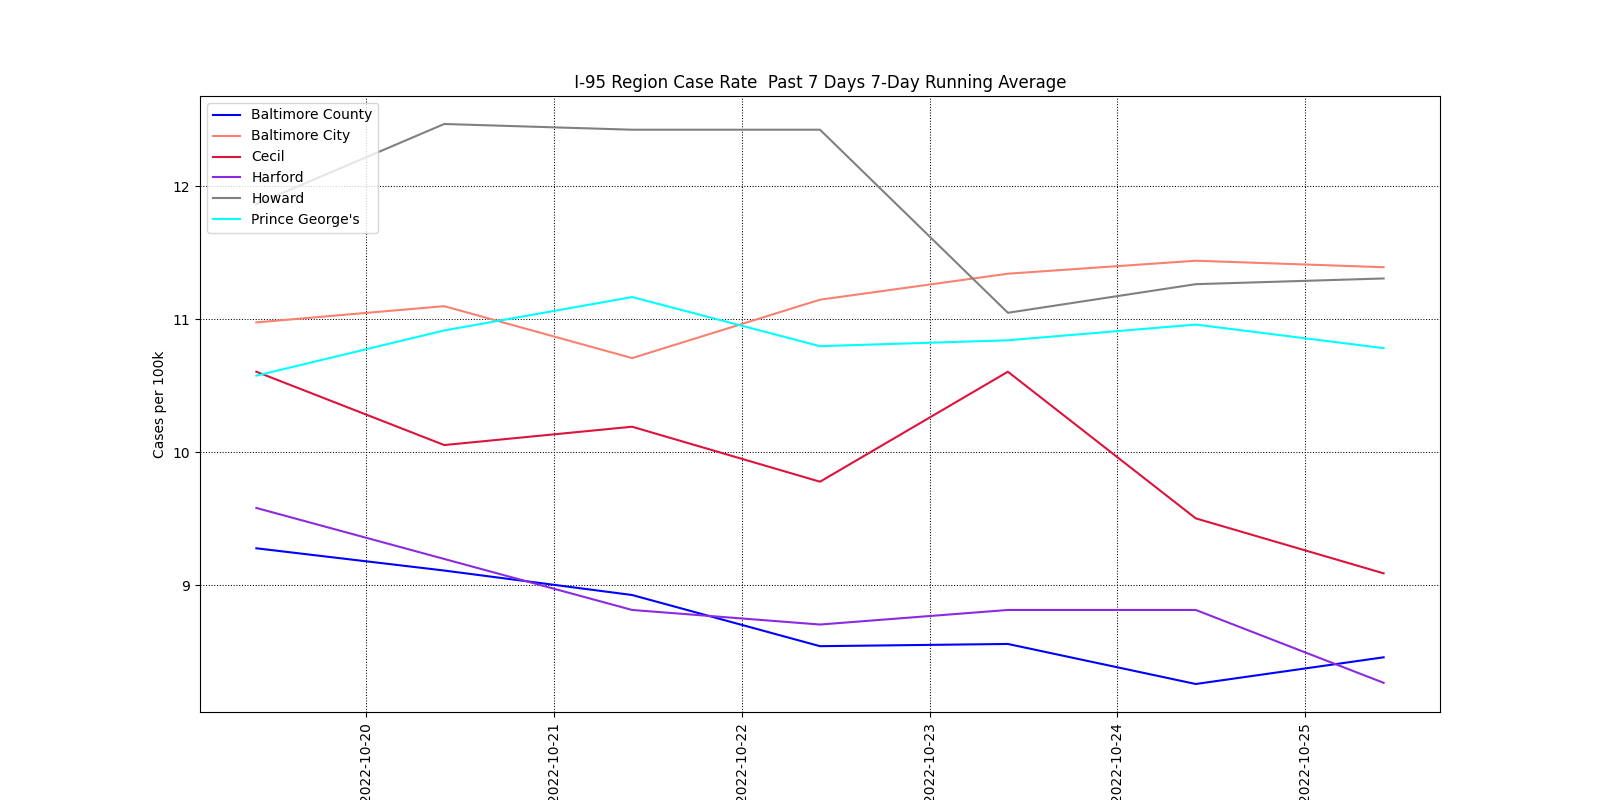 I-95 Region Case Rate  Past 7 Days 7-Day Running Average
Baltimore County
Baltimore City
Cecil
Harford
Howard
Prince George's
12
11
10
9
Cases per 100k
2022-10-20
2022-10-21
2022-10-22
2022-10-23
2022-10-24
2022-10-25